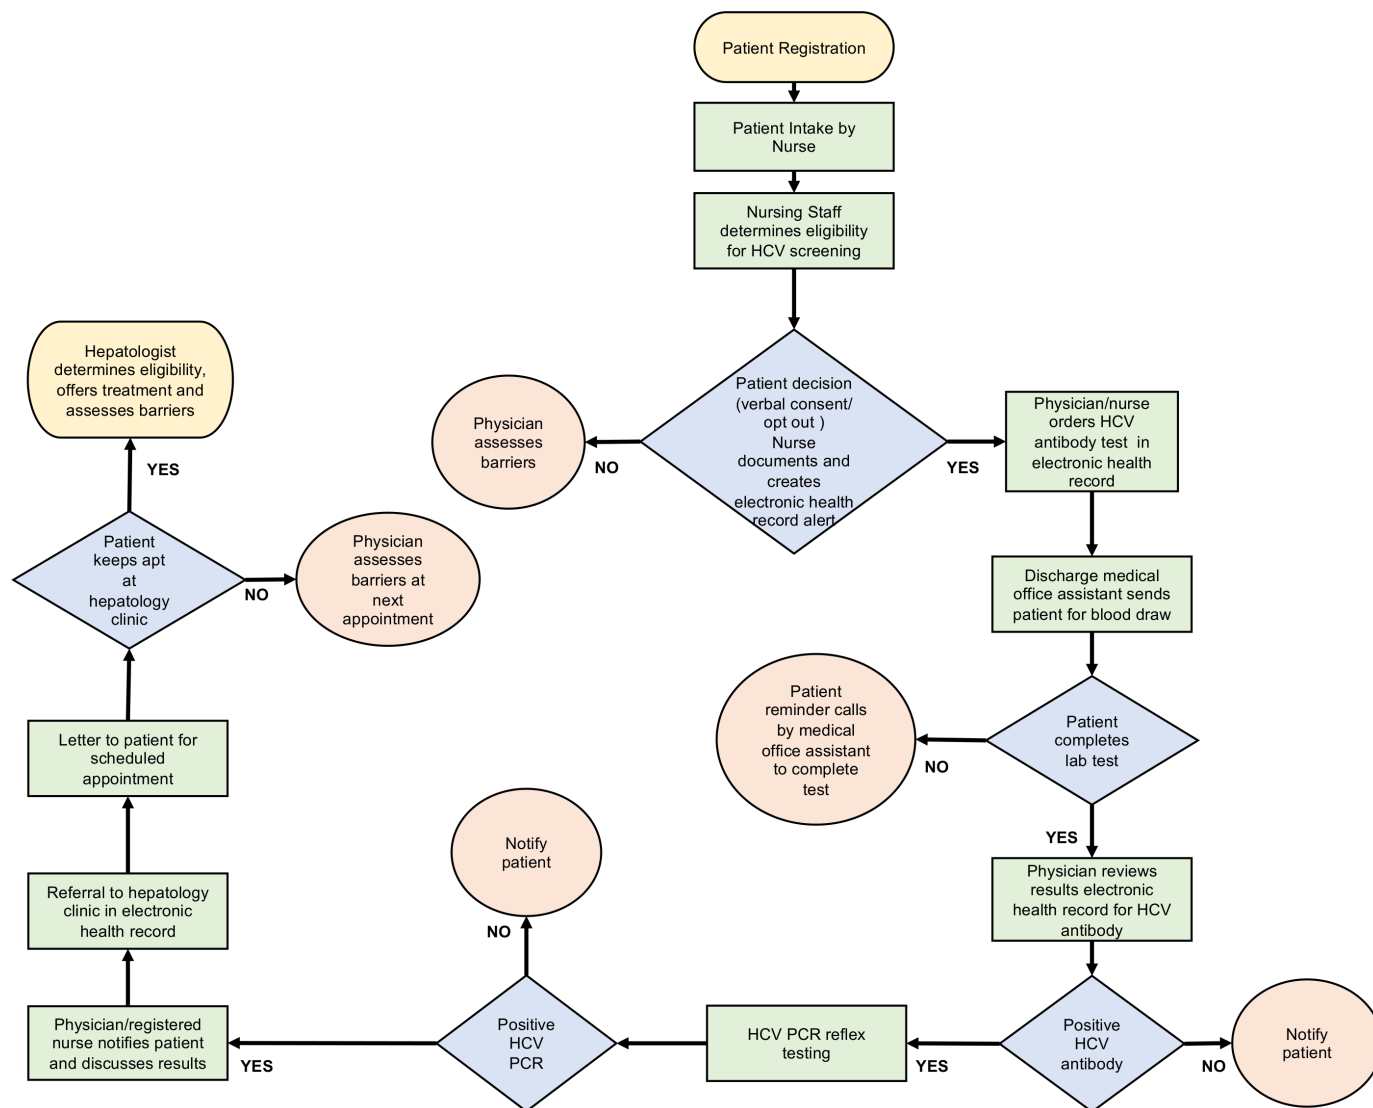 Patient Registration
Patient Intake by
Nurse
Nursing Staff
determines eligibility
for HCV screening
Patient decision
(verbal consent/
opt out )
Nurse
documents and
creates
electronic health
record alert
NO
Physician
assesses
barriers
YES
Physician/nurse
orders HCV
antibody test in
electronic health
record
Discharge medical
office assistant sends
patient for blood draw
Patient
completes
lab test
NO
Patient
reminder calls
by medical
office assistant
to complete
test
YES
Physician reviews
results electronic
health record for HCV
antibody
Positive
HCV
antibody
NO
Notify
patient
YES
HCV PCR reflex
testing
Positive
HCV
PCR
NO
Notify
patient
YES
Physician/registered
nurse notifies patient
and discusses results
Referral to hepatology
clinic in electronic
health record
Letter to patient for
scheduled
appointment
Patient
keeps apt
at
hepatology
clinic
NO
Physician
assesses
barriers at
next
appointment
YES
Hepatologist
determines eligibility,
offers treatment and
assesses barriers